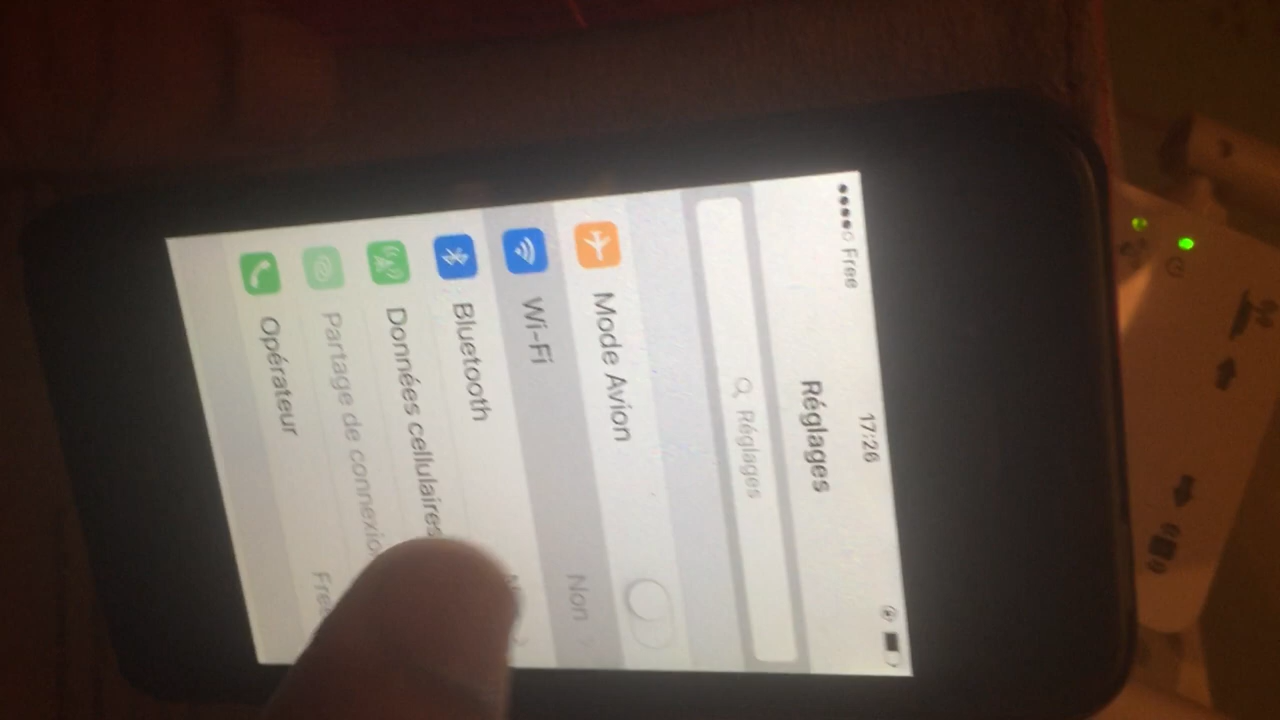 Free
17:26
Réglages
Réglages
Mode Avion
Wi-Fi
Non
Bluetooth
Données cellulaires
Partage de connexio
Opérateur
Free